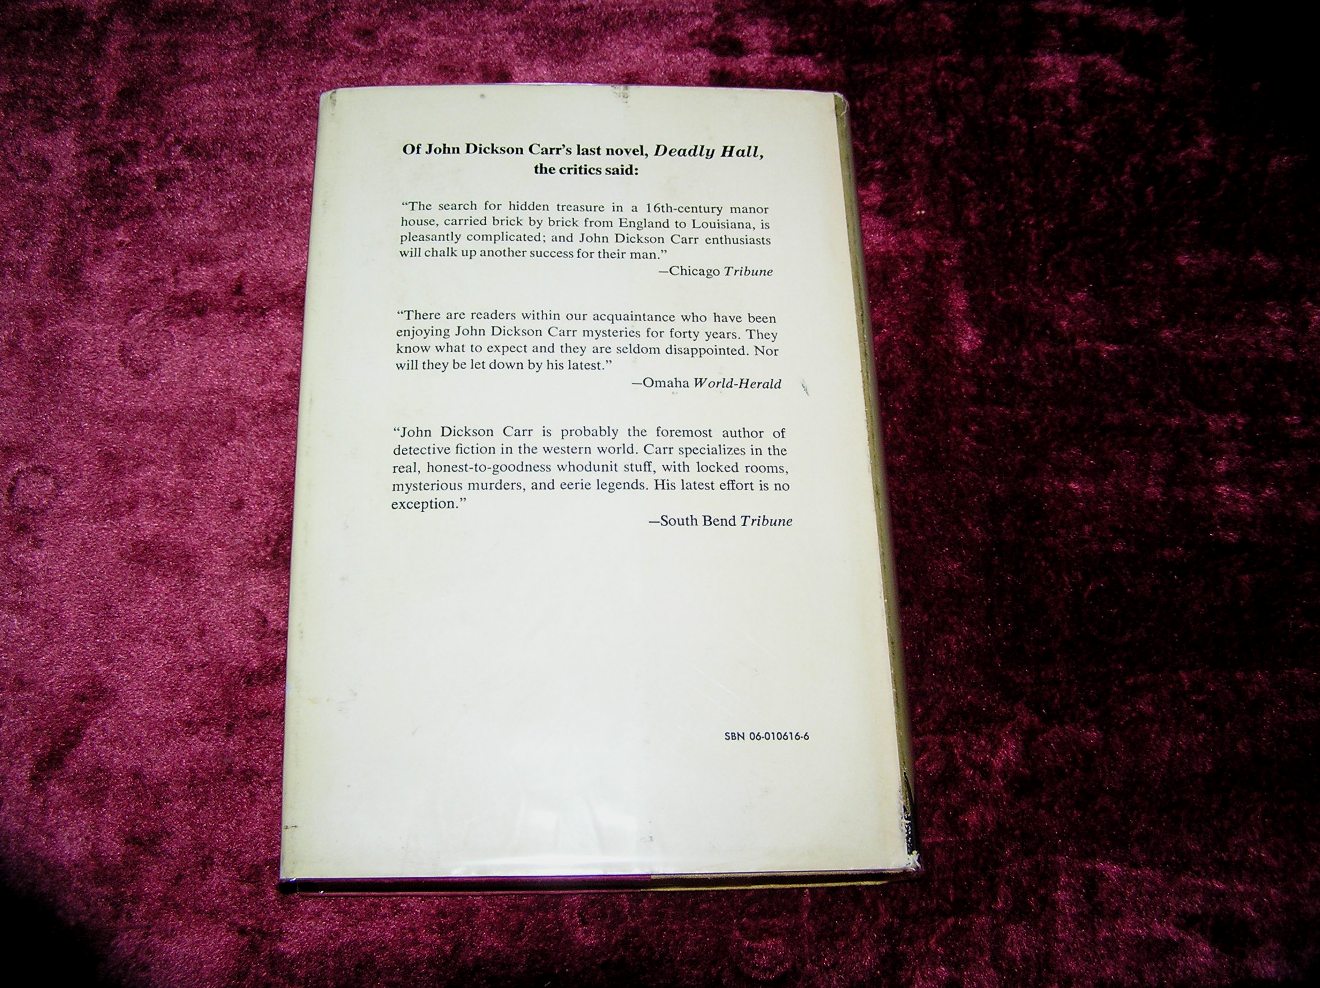 Of John Dickson Carr's last novel, Deadly Hall,
the critics said:
“The search for hidden treasure in a 16th-century manor
house, carried brick by brick from England to Louisiana, is
pleasantly complicated; and John Dickson Carr enthusiasts
will chalk up another success for their man.”
—Chicago Tribune
“There are readers within our acquaintance who have been
enjoying John Dickson Carr mysteries for forty years. They
know what to expect and they are seldom disappointed. Nor
will they be let down by his latest.”
—Omaha World-Herald
“John Dickson Carr is probably the foremost author of
detective fiction in the western world. Carr specializes in the
real, honest-to-goodness whodunit stuff, with locked rooms,
mysterious murders, and eerie legends. His latest effort is no
exception.”
—South Bend Tribune
SBN 06-010616-6